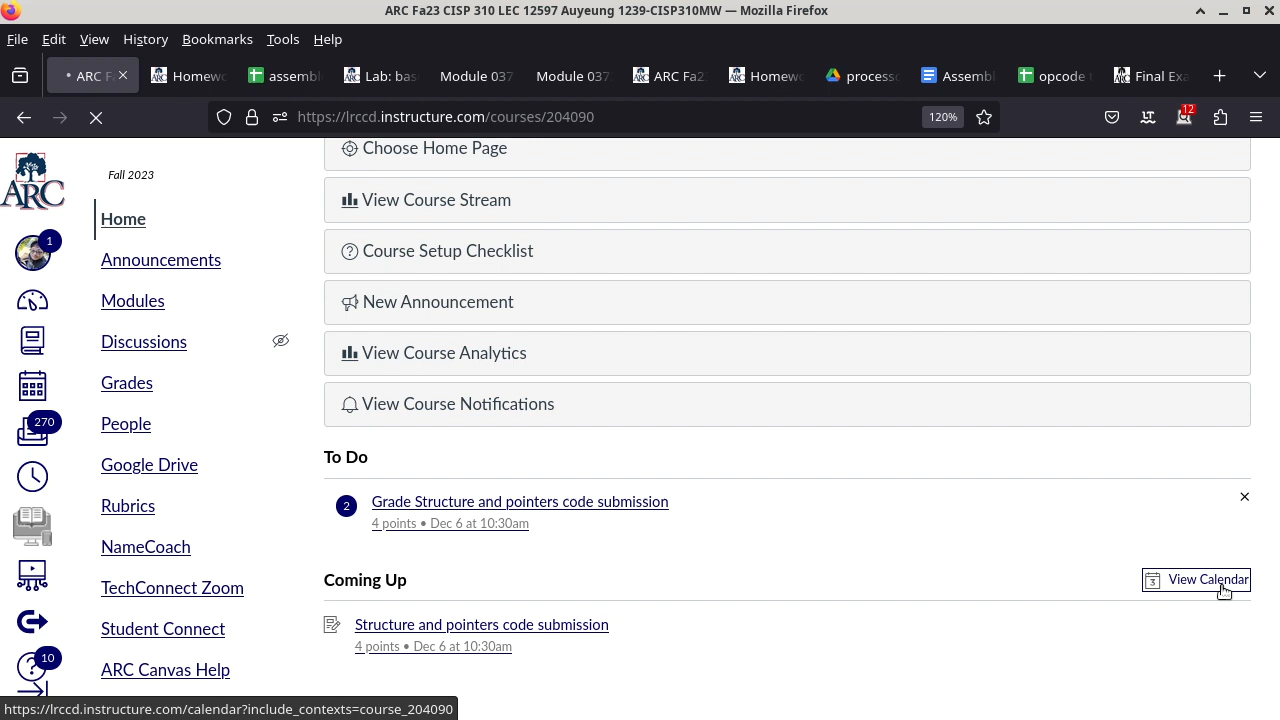 ARC Fa23 CISP 310 LEC 12597 Auyeung 1239-CISP310MW — Mozilla Firefox
File Edit View History Bookmarks Tools Help
ARC F Homewo assembl Lab: bas Module 037 Module 037 ARC Fa2 Homewo processo Assembl opcode t Final Exa
https://lrccd.instructure.com/courses/204090 120% 12
ARC
Fall 2023
Home
Announcements
Modules
Discussions
Grades
People
Google Drive
Rubrics
NameCoach
TechConnect Zoom
Student Connect
ARC Canvas Help
1
270
10
Choose Home Page
View Course Stream
Course Setup Checklist
New Announcement
View Course Analytics
View Course Notifications
To Do
2 Grade Structure and pointers code submission
4 points • Dec 6 at 10:30am
Coming Up 3 View Calendar
Structure and pointers code submission
4 points • Dec 6 at 10:30am
https://lrccd.instructure.com/calendar?include_contexts=course_204090